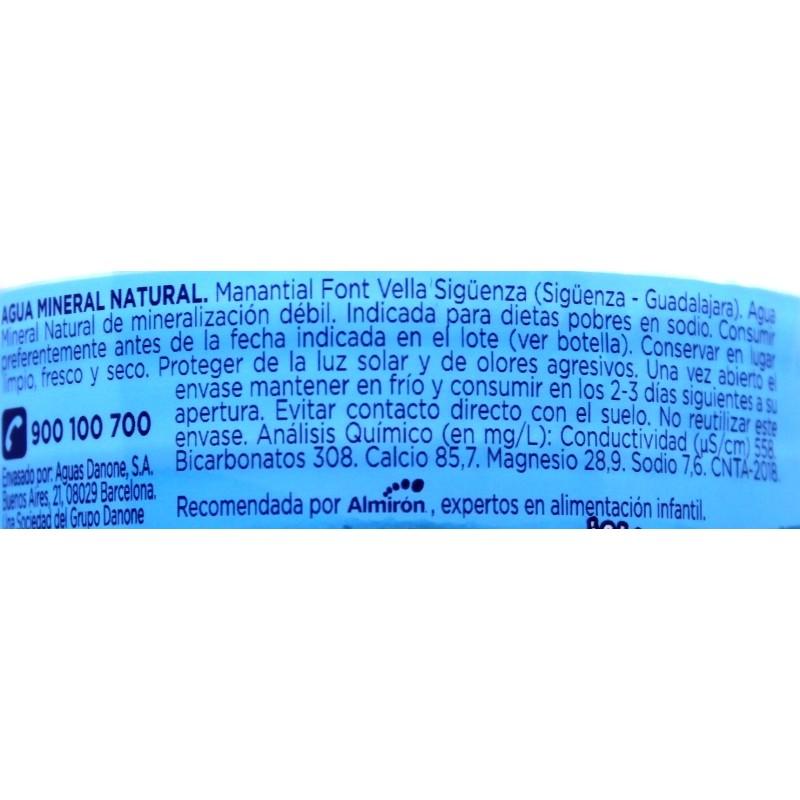 AGUA MINERAL NATURAL. Manantial Font Vella Sigüenza (Sigüenza - Guadalajara). Agua
Mineral Natural de mineralización débil. Indicada para dietas pobres en sodio. Consumir
preferentemente antes de la fecha indicada en el lote (ver botella). Conservar en lugar
limpio, fresco y seco. Proteger de la luz solar y de olores agresivos. Una vez abierto el
envase mantener en frío y consumir en los 2-3 días siguientes a su
apertura. Evitar contacto directo con el suelo. No reutilizar este
envase. Análisis Químico (en mg/L): Conductividad (µS/cm) 558.
Bicarbonatos 308. Calcio 85,7. Magnesio 28,9. Sodio 7,6. CNTA-2018.
900 100 700
Envasado por: Aguas Danone, S.A.
Buenos Aires, 21, 08029 Barcelona.
Una Sociedad del Grupo Danone
Recomendada por Almirón, expertos en alimentación infantil.